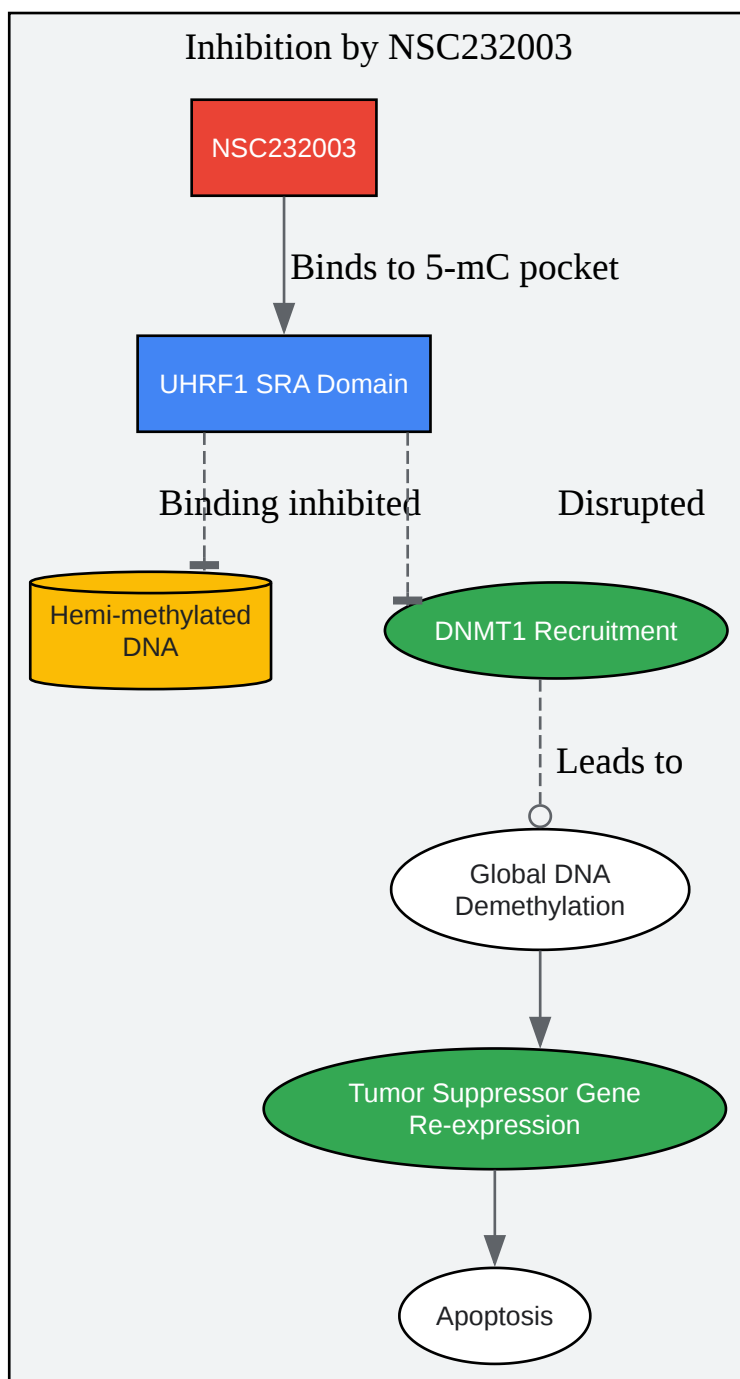 Inhibition by NSC232003
NSC232003
Binds to 5-mC pocket
UHRF1 SRA Domain
Binding inhibited
Disrupted
Hemi-methylated
DNA
DNMT1 Recruitment
Leads to
Global DNA
Demethylation
Tumor Suppressor Gene
Re-expression
Apoptosis